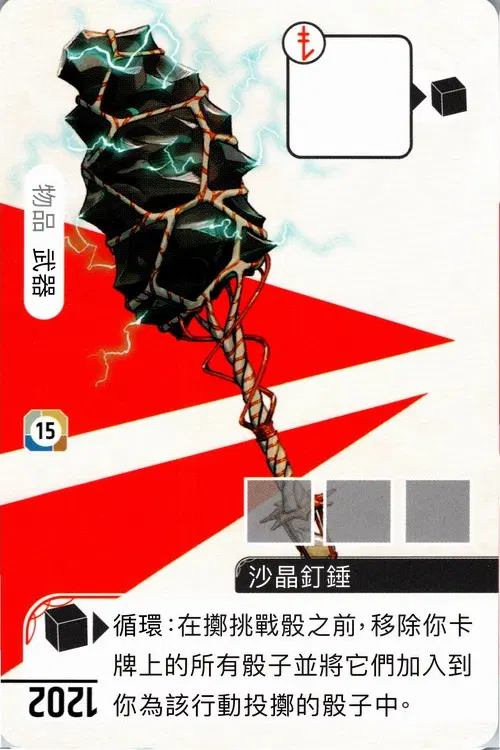 物品 武器
15
沙晶釘錘
循環:在擲挑戰骰之前,移除你卡
牌上的所有骰子並將它們加入到
你為該行動投擲的骰子中。
1202